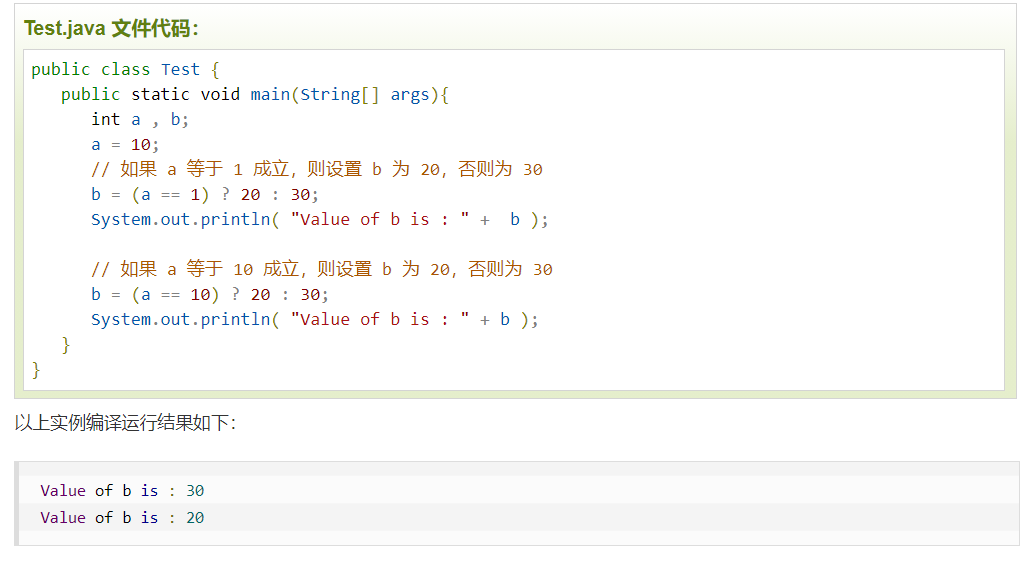 Test.java 文件代码：
public class Test {
   public static void main(String[] args){
      int a , b;
      a = 10;
      // 如果 a 等于 1 成立，则设置 b 为 20，否则为 30
      b = (a == 1) ? 20 : 30;
      System.out.println( "Value of b is : " +  b );
      // 如果 a 等于 10 成立，则设置 b 为 20，否则为 30
      b = (a == 10) ? 20 : 30;
      System.out.println( "Value of b is : " + b );
   }
}
以上实例编译运行结果如下：
Value of b is : 30
Value of b is : 20